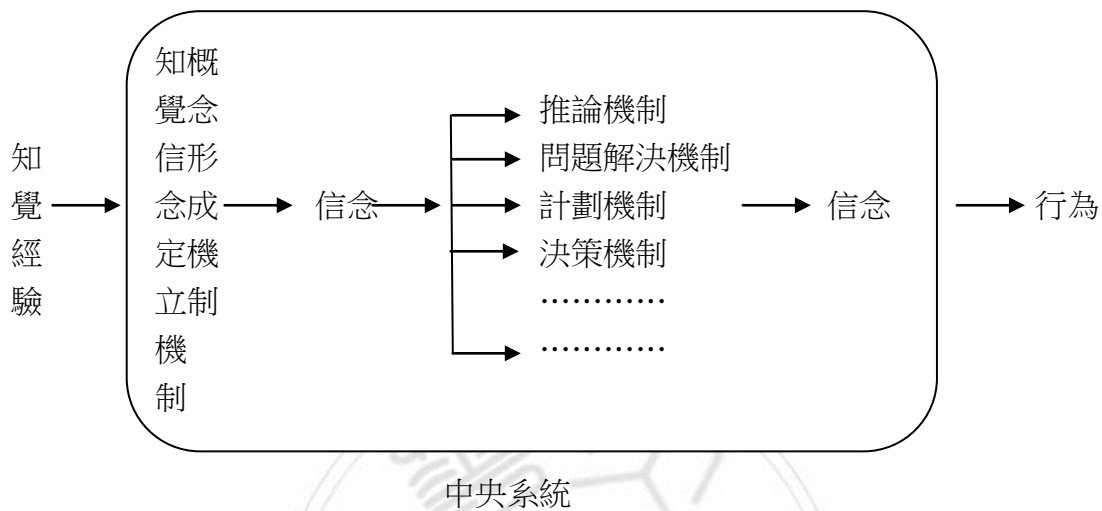 知覺經驗
知覺信念定立機制
概念形成機制
信念
推論機制
問題解決機制
計劃機制
決策機制
…………
…………
信念
行為
中央系統